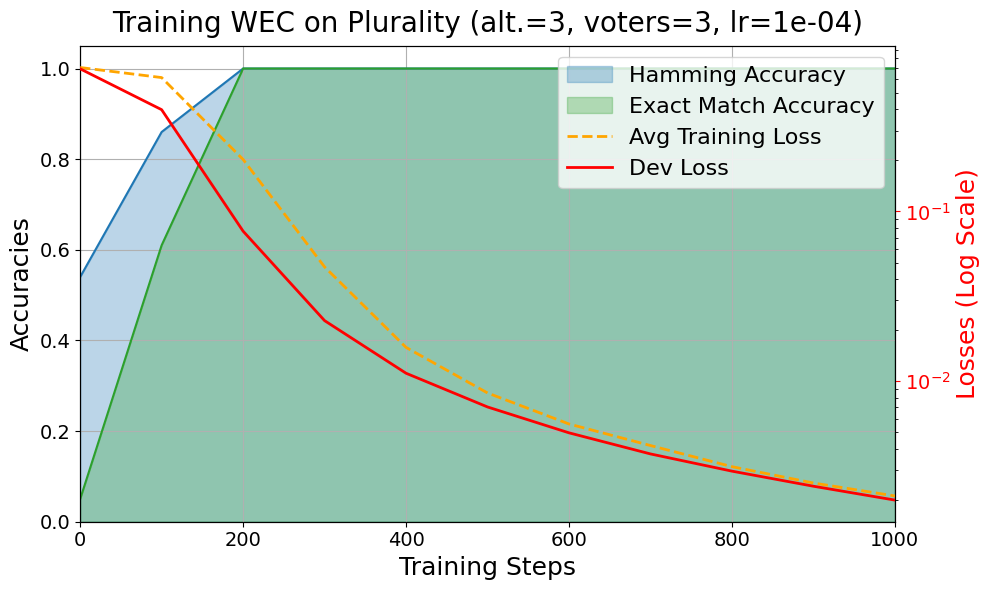 Training WEC on Plurality (alt.=3, voters=3, lr=1e-04)
Hamming Accuracy
Exact Match Accuracy
Avg Training Loss
Dev Loss
Accuracies
1.0
0.8
0.6
0.4
0.2
0.0
0 200 400 600 800 1000
Training Steps
10⁻¹
10⁻²
Losses (Log Scale)